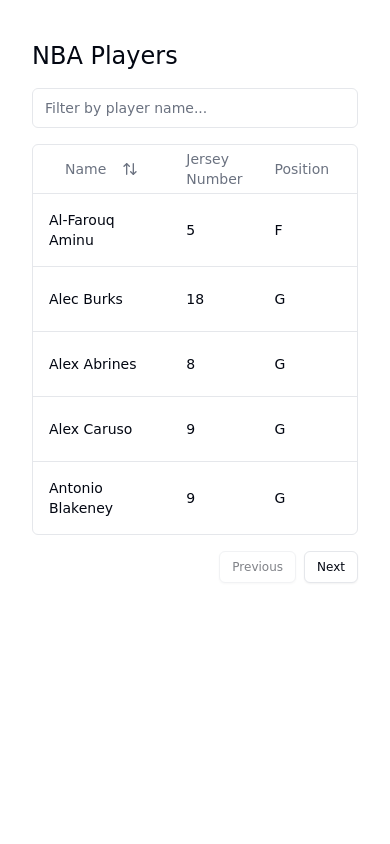 NBA Players
Filter by player name...
Name Jersey Number Position
Al-Farouq Aminu 5 F
Alec Burks 18 G
Alex Abrines 8 G
Alex Caruso 9 G
Antonio Blakeney 9 G
Previous Next